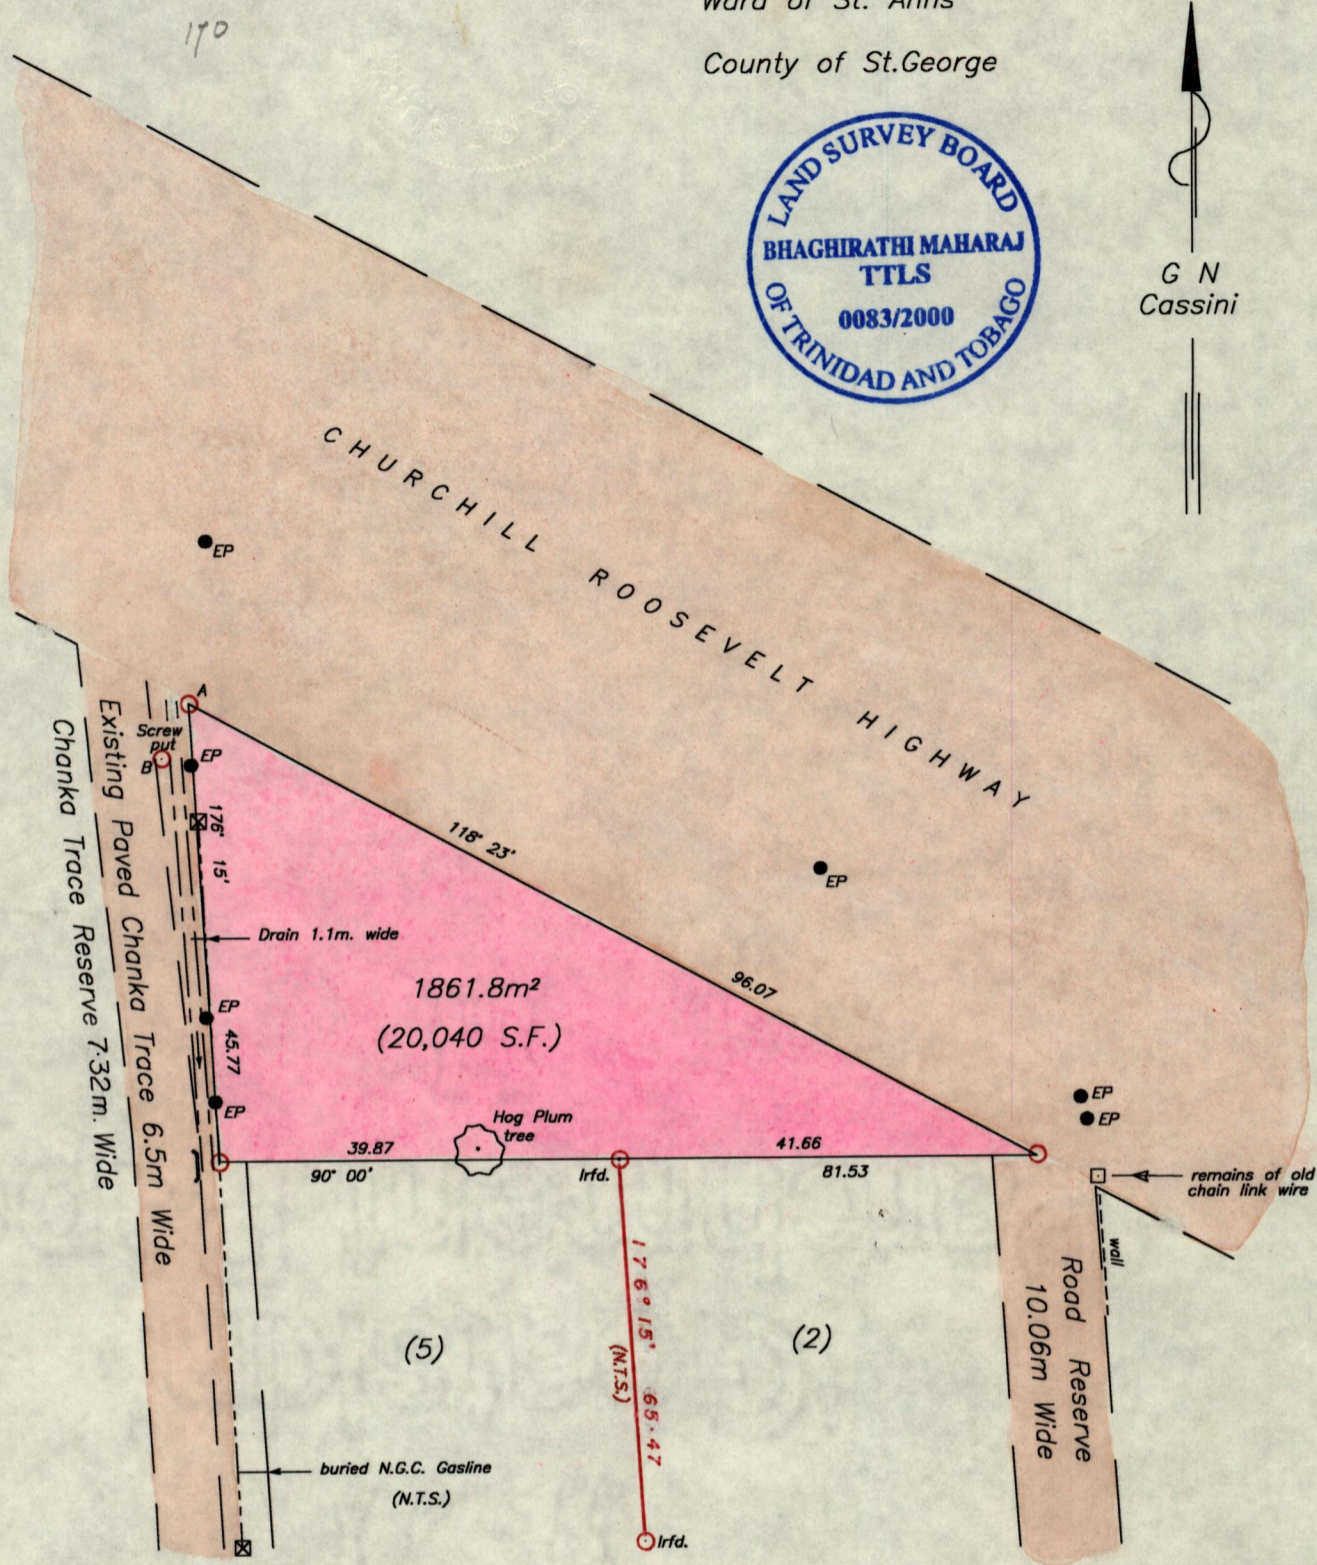 Ward of St. Anns
County of St.George
LAND SURVEY BOARD
BHAGHIRATHI MAHARAJ
TTLS
0083/2000
OF TRINIDAD AND TOBAGO
G N
Cassini
CHURCHILL ROOSEVELT HIGHWAY
EP
A
Screw
put
B
EP
Existing Paved Chanka Trace 6.5m Wide
Chanka Trace Reserve 7·32m. Wide
176° 15'
118° 23'
EP
Drain 1.1m. wide
1861.8m²
(20,040 S.F.)
96.07
EP
45.77
EP
EP
EP
Hog Plum
tree
39.87
41.66
90° 00'
Irfd.
81.53
remains of old
chain link wire
wall
Road Reserve
10.06m Wide
176° 15' 65·47
(N.T.S.)
(5)
(2)
buried N.G.C. Gasline
(N.T.S.)
Irfd.